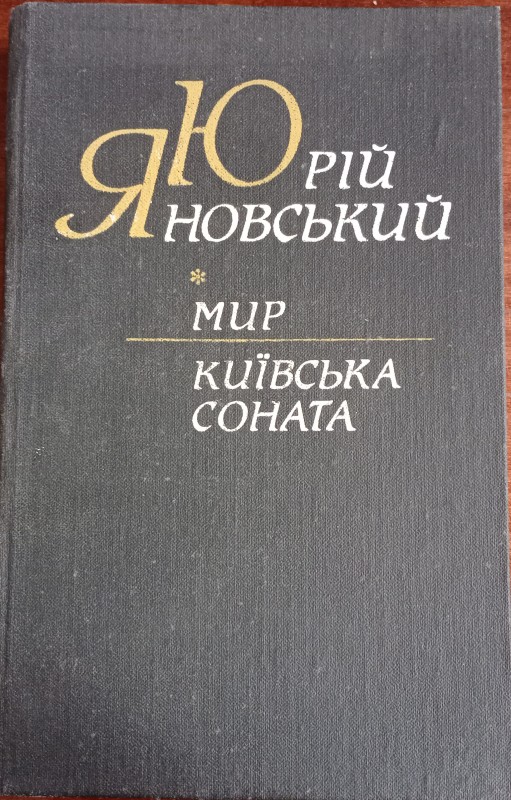 Юрій
Яновський
*
Мир
Київська
соната